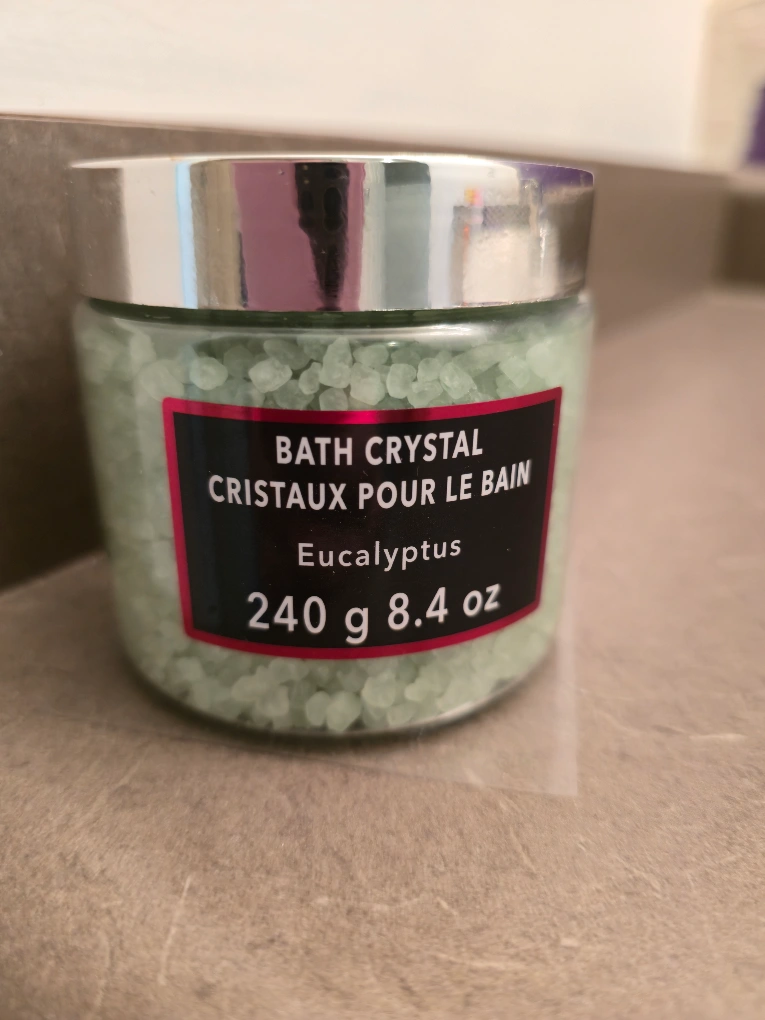 BATH CRYSTAL
CRISTAUX POUR LE BAIN
Eucalyptus
240 g 8.4 oz